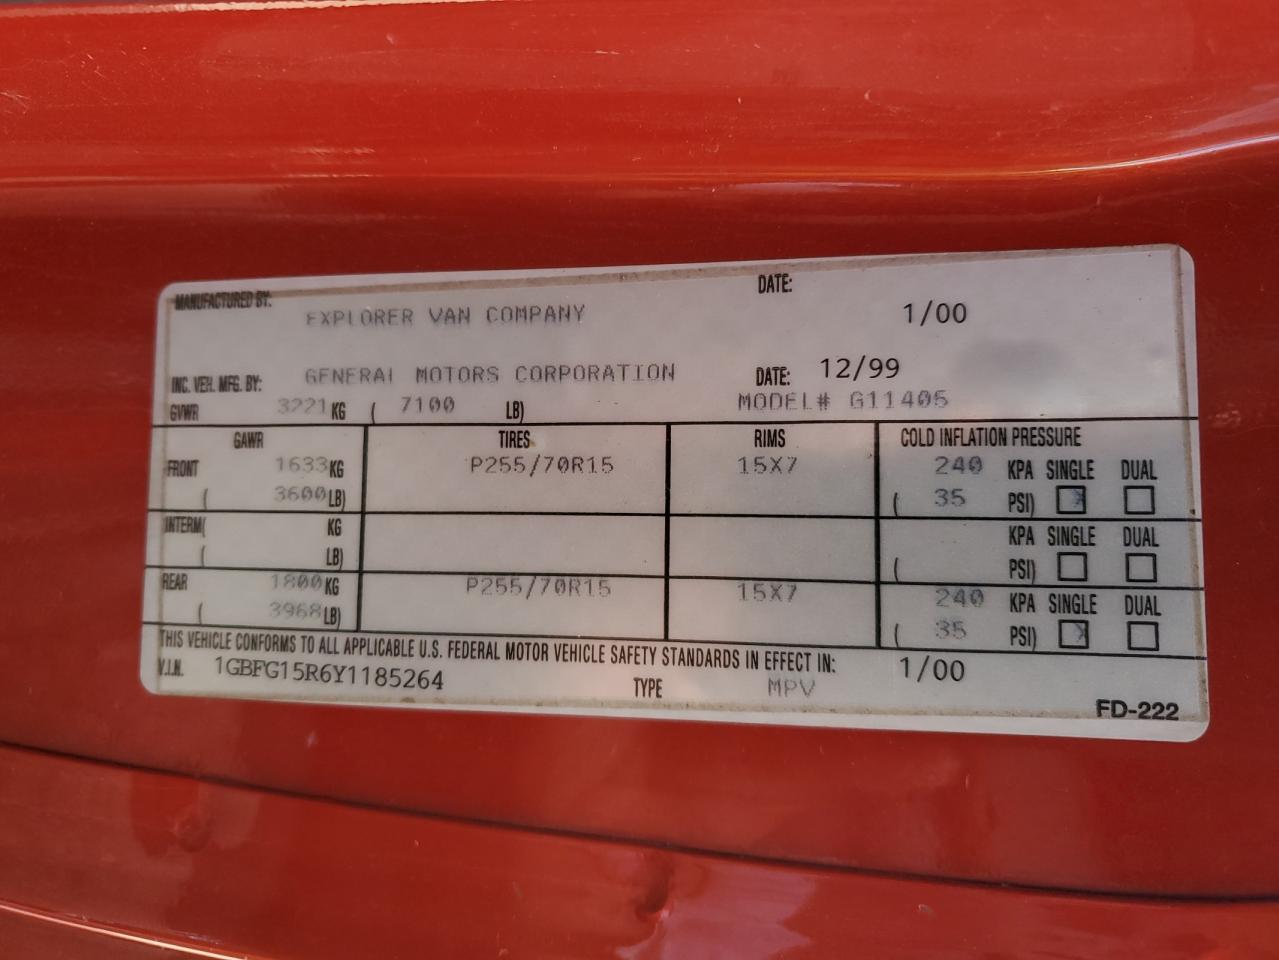 MANUFACTURED BY: EXPLORER VAN COMPANY DATE: 1/00
INC. VEH. MFG. BY: GENERAL MOTORS CORPORATION DATE: 12/99
GVWR 3221 KG ( 7100 LB) MODEL# G11405
GAWR TIRES RIMS COLD INFLATION PRESSURE
FRONT 1633 KG P255/70R15 15X7 240 KPA SINGLE DUAL
( 3600 LB) ( 35 PSI) X
INTERM( KG KPA SINGLE DUAL
( LB) ( PSI)
REAR 1800 KG P255/70R15 15X7 240 KPA SINGLE DUAL
( 3968 LB) ( 35 PSI) X
THIS VEHICLE CONFORMS TO ALL APPLICABLE U.S. FEDERAL MOTOR VEHICLE SAFETY STANDARDS IN EFFECT IN: 1/00
V.I.N. 1GBFG15R6Y1185264 TYPE MPV
FD-222